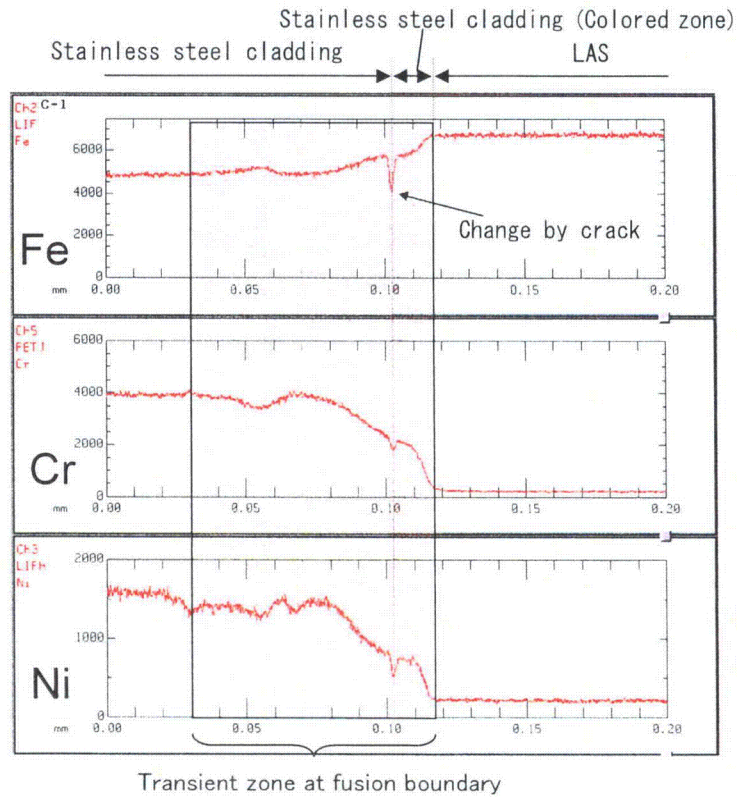 Stainless steel cladding (Colored zone)
Stainless steel cladding
LAS
Ch2 C-1
LIF
Fe
6000
4000
2000
0
Fe
Change by crack
mm
0.00
0.05
0.10
0.15
0.20
Ch5
PETJ
Cr
6000
4000
2000
0
Cr
mm
0.00
0.05
0.10
0.15
0.20
Ch3
LIFH
Ni
2000
1000
0
Ni
mm
0.00
0.05
0.10
0.15
0.20
Transient zone at fusion boundary